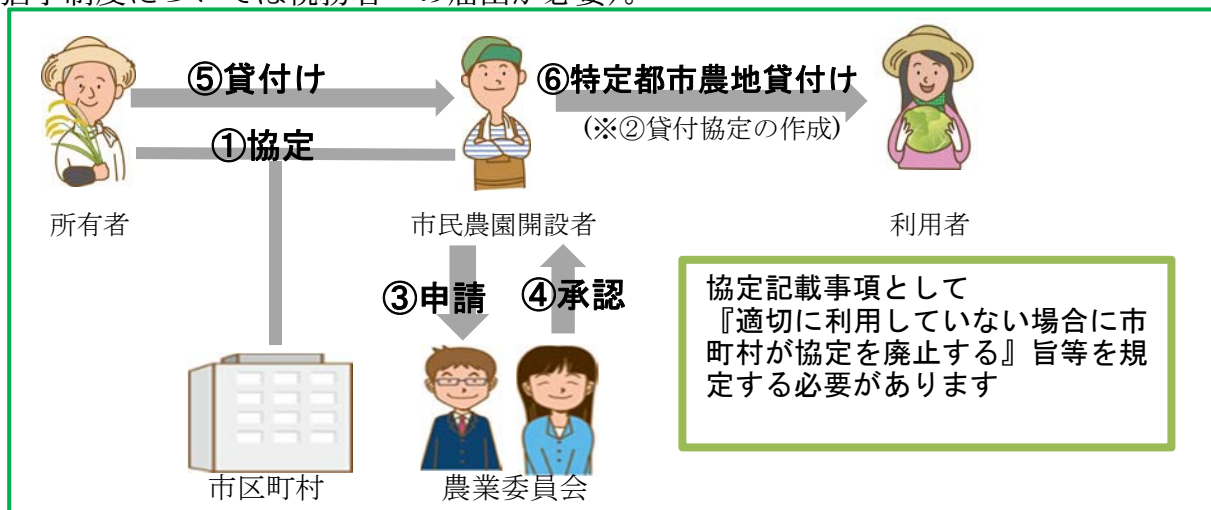 ⑤貸付け
⑥特定都市農地貸付け
(※②貸付協定の作成)
①協定
所有者
市民農園開設者
利用者
③申請
④承認
協定記載事項として
『適切に利用していない場合に市
町村が協定を廃止する』旨等を規
定する必要があります
市区町村
農業委員会